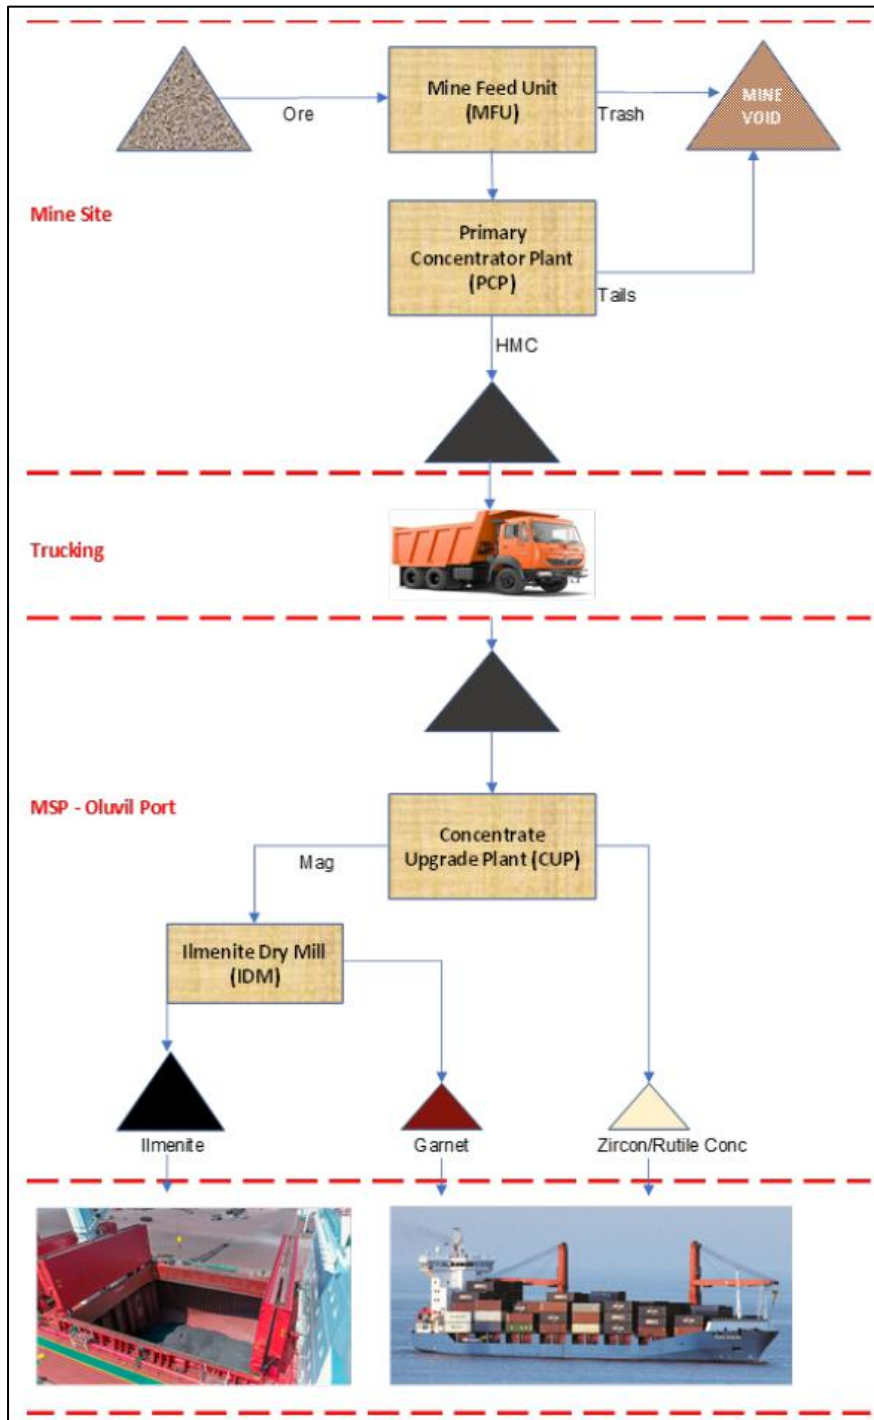 Mine Feed Unit
(MFU)
MINE
VOID
Ore
Trash
Mine Site
Primary
Concentrator Plant
(PCP)
Tails
HMC
Trucking
MSP - Oluvil Port
Concentrate
Upgrade Plant (CUP)
Mag
Ilmenite Dry Mill
(IDM)
Ilmenite
Garnet
Zircon/Rutile Conc